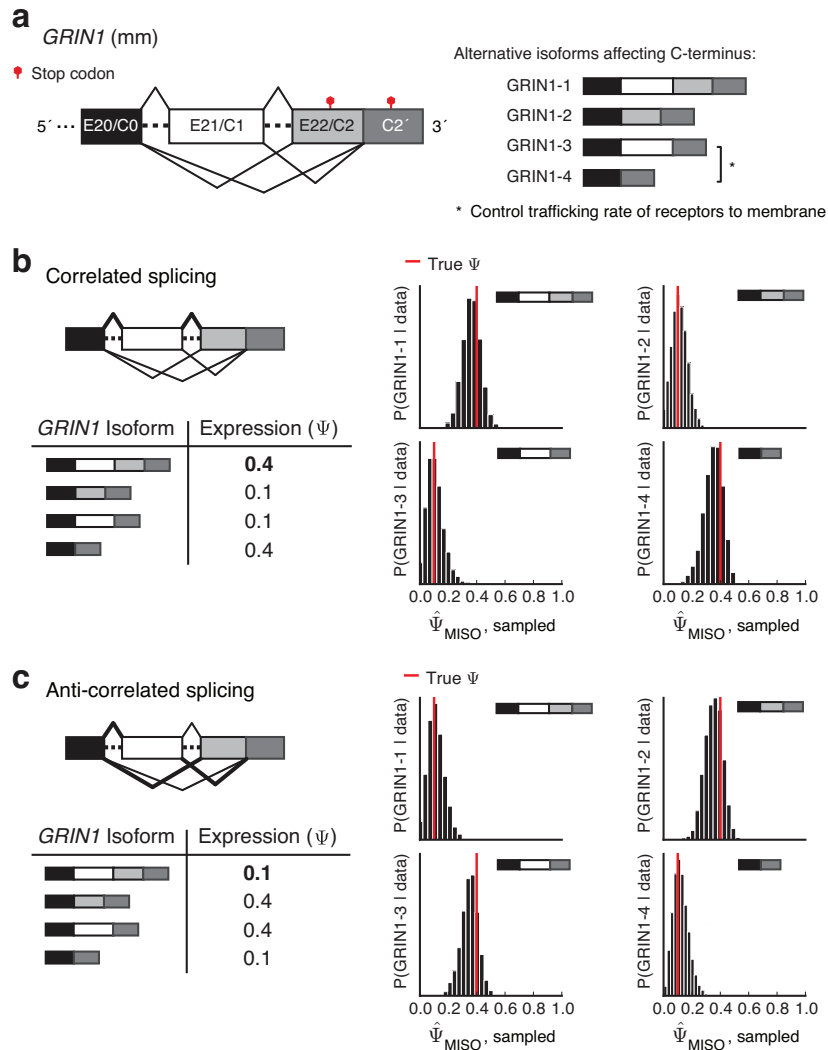 a
GRIN1 (mm)
Stop codon
5´ ··· E20/C0 E21/C1 E22/C2 C2´ 3´
Alternative isoforms affecting C-terminus:
GRIN1-1
GRIN1-2
GRIN1-3
GRIN1-4
*
* Control trafficking rate of receptors to membrane
b
Correlated splicing
GRIN1 Isoform Expression (Ψ)
0.4
0.1
0.1
0.4
True Ψ
P(GRIN1-1 | data)
P(GRIN1-2 | data)
P(GRIN1-3 | data)
P(GRIN1-4 | data)
0.0 0.2 0.4 0.6 0.8 1.0
0.0 0.2 0.4 0.6 0.8 1.0
Ψ̂MISO, sampled
Ψ̂MISO, sampled
c
Anti-correlated splicing
GRIN1 Isoform Expression (Ψ)
0.1
0.4
0.4
0.1
True Ψ
P(GRIN1-1 | data)
P(GRIN1-2 | data)
P(GRIN1-3 | data)
P(GRIN1-4 | data)
0.0 0.2 0.4 0.6 0.8 1.0
0.0 0.2 0.4 0.6 0.8 1.0
Ψ̂MISO, sampled
Ψ̂MISO, sampled